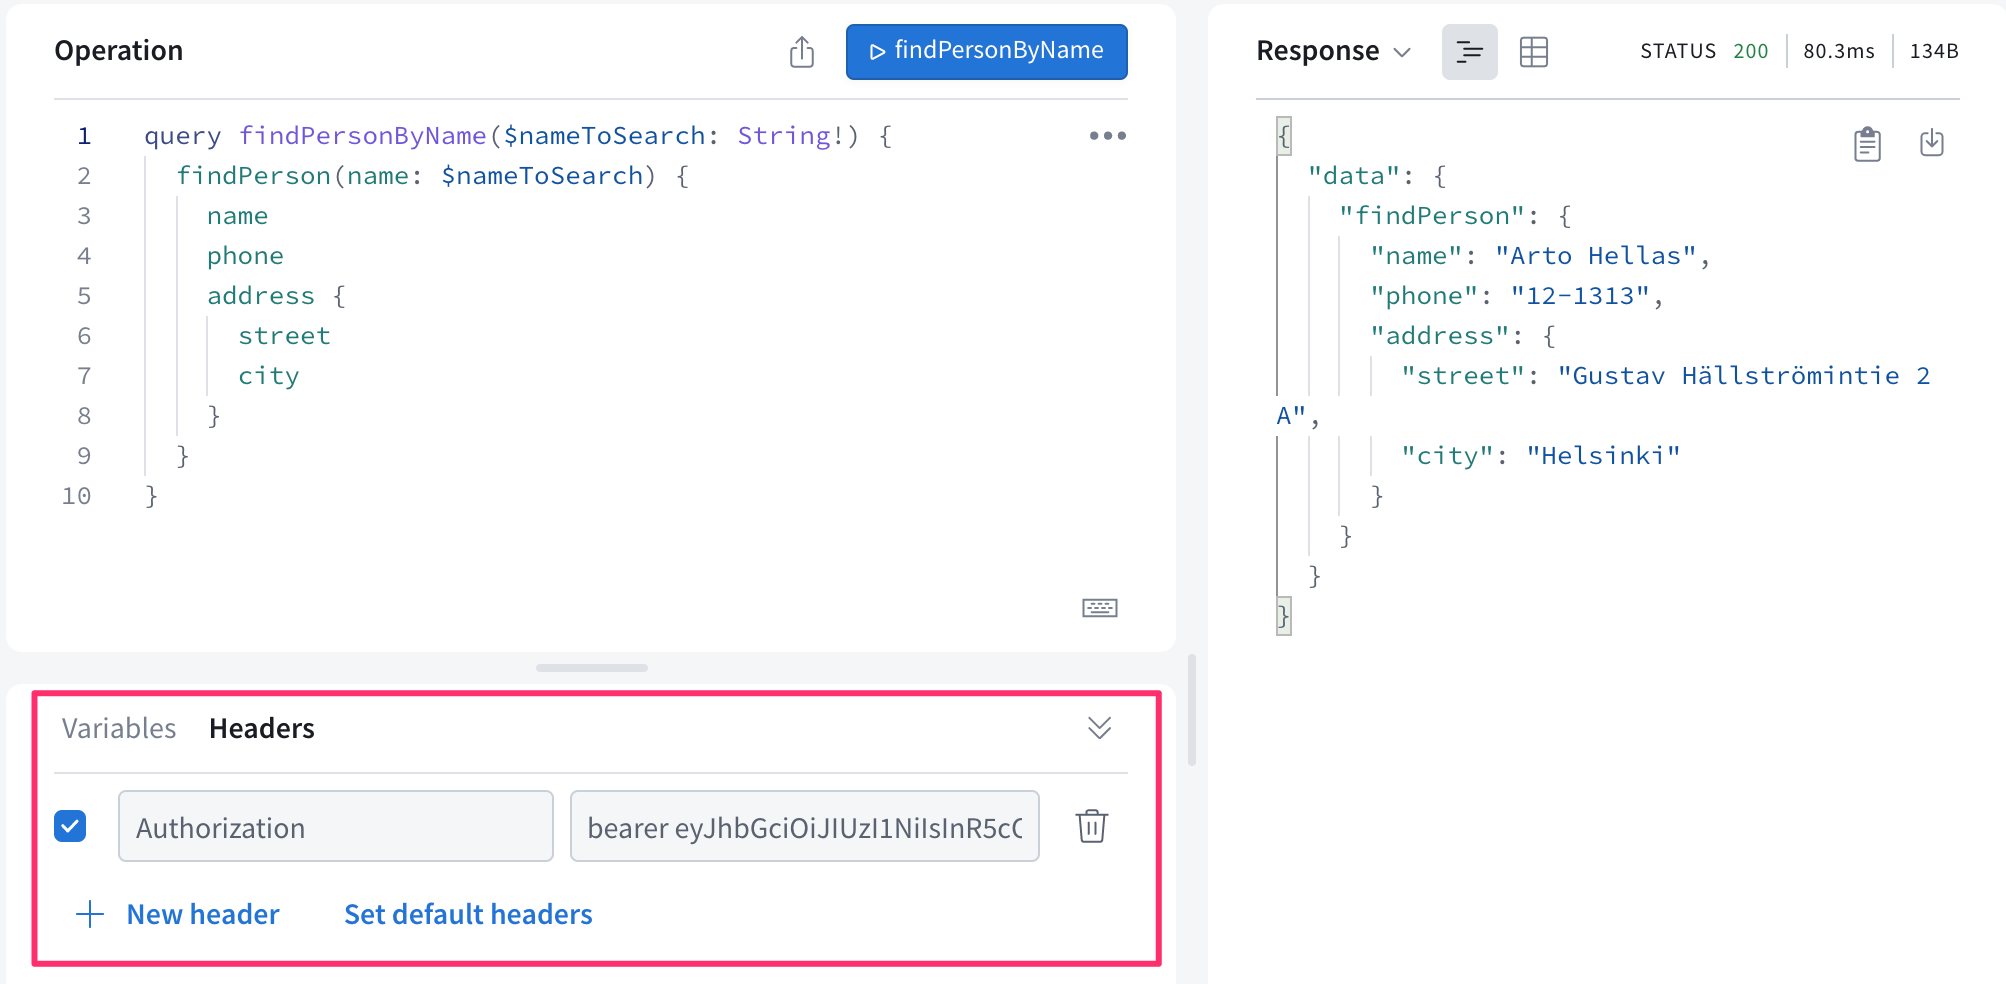 Operation
findPersonByName
1 query findPersonByName($nameToSearch: String!) {
2 findPerson(name: $nameToSearch) {
3 name
4 phone
5 address {
6 street
7 city
8 }
9 }
10 }
Variables Headers
Authorization bearer eyJhbGciOiJIUzI1NiIsInR5cC
New header Set default headers
Response STATUS 200 80.3ms 134B
{
"data": {
"findPerson": {
"name": "Arto Hellas",
"phone": "12-1313",
"address": {
"street": "Gustav Hällströmintie 2
A",
"city": "Helsinki"
}
}
}
}